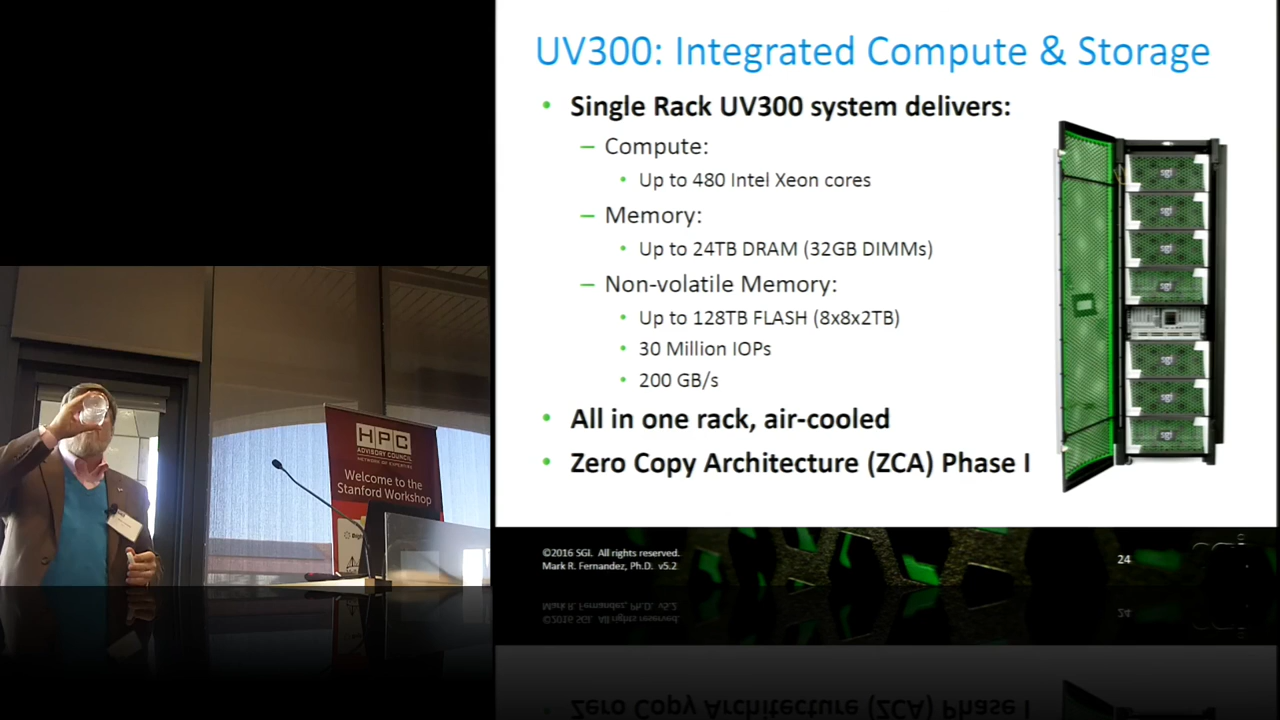 UV300: Integrated Compute & Storage
• Single Rack UV300 system delivers:
– Compute:
• Up to 480 Intel Xeon cores
– Memory:
• Up to 24TB DRAM (32GB DIMMs)
– Non-volatile Memory:
• Up to 128TB FLASH (8x8x2TB)
• 30 Million IOPs
• 200 GB/s
• All in one rack, air-cooled
• Zero Copy Architecture (ZCA) Phase I
©2016 SGI. All rights reserved.
Mark R. Fernandez, Ph.D. v5.2
24
HPC
ADVISORY COUNCIL
NETWORK OF EXPERTISE
Welcome to the
Stanford Workshop